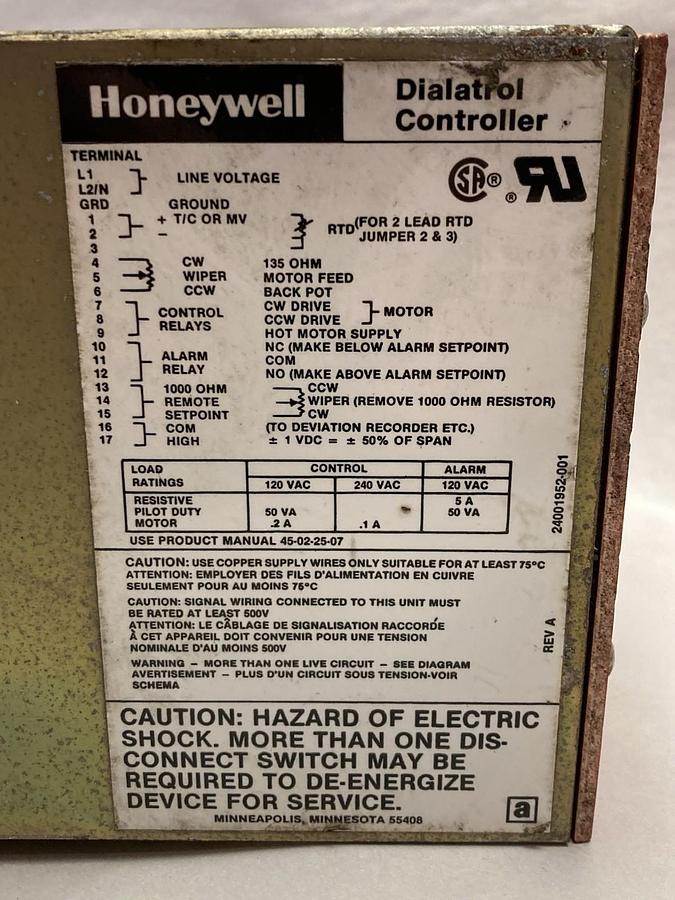 Honeywell
Dialatrol
Controller
TERMINAL
L1
L2/N
LINE VOLTAGE
GRD GROUND
1 + T/C OR MV
2 –
3
RTD (FOR 2 LEAD RTD
JUMPER 2 & 3)
4 CW 135 OHM
5 WIPER MOTOR FEED
6 CCW BACK POT
7 CONTROL CW DRIVE
8 RELAYS CCW DRIVE
MOTOR
9 HOT MOTOR SUPPLY
10 NC (MAKE BELOW ALARM SETPOINT)
11 ALARM COM
12 RELAY NO (MAKE ABOVE ALARM SETPOINT)
13 1000 OHM CCW
14 REMOTE WIPER (REMOVE 1000 OHM RESISTOR)
15 SETPOINT CW
16 COM (TO DEVIATION RECORDER ETC.)
17 HIGH ± 1 VDC = ± 50% OF SPAN
LOAD CONTROL ALARM
RATINGS 120 VAC 240 VAC 120 VAC
RESISTIVE 5 A
PILOT DUTY 50 VA 50 VA
MOTOR .2 A .1 A
USE PRODUCT MANUAL 45-02-25-07
24001952-001
REV A
CAUTION: USE COPPER SUPPLY WIRES ONLY SUITABLE FOR AT LEAST 75°C
ATTENTION: EMPLOYER DES FILS D'ALIMENTATION EN CUIVRE
SEULEMENT POUR AU MOINS 75°C
CAUTION: SIGNAL WIRING CONNECTED TO THIS UNIT MUST
BE RATED AT LEAST 500V
ATTENTION: LE CÂBLAGE DE SIGNALISATION RACCORDÉ
À CET APPAREIL DOIT CONVENIR POUR UNE TENSION
NOMINALE D'AU MOINS 500V
WARNING – MORE THAN ONE LIVE CIRCUIT – SEE DIAGRAM
AVERTISEMENT – PLUS D'UN CIRCUIT SOUS TENSION-VOIR
SCHEMA
CAUTION: HAZARD OF ELECTRIC
SHOCK. MORE THAN ONE DIS-
CONNECT SWITCH MAY BE
REQUIRED TO DE-ENERGIZE
DEVICE FOR SERVICE.
MINNEAPOLIS, MINNESOTA 55408
a